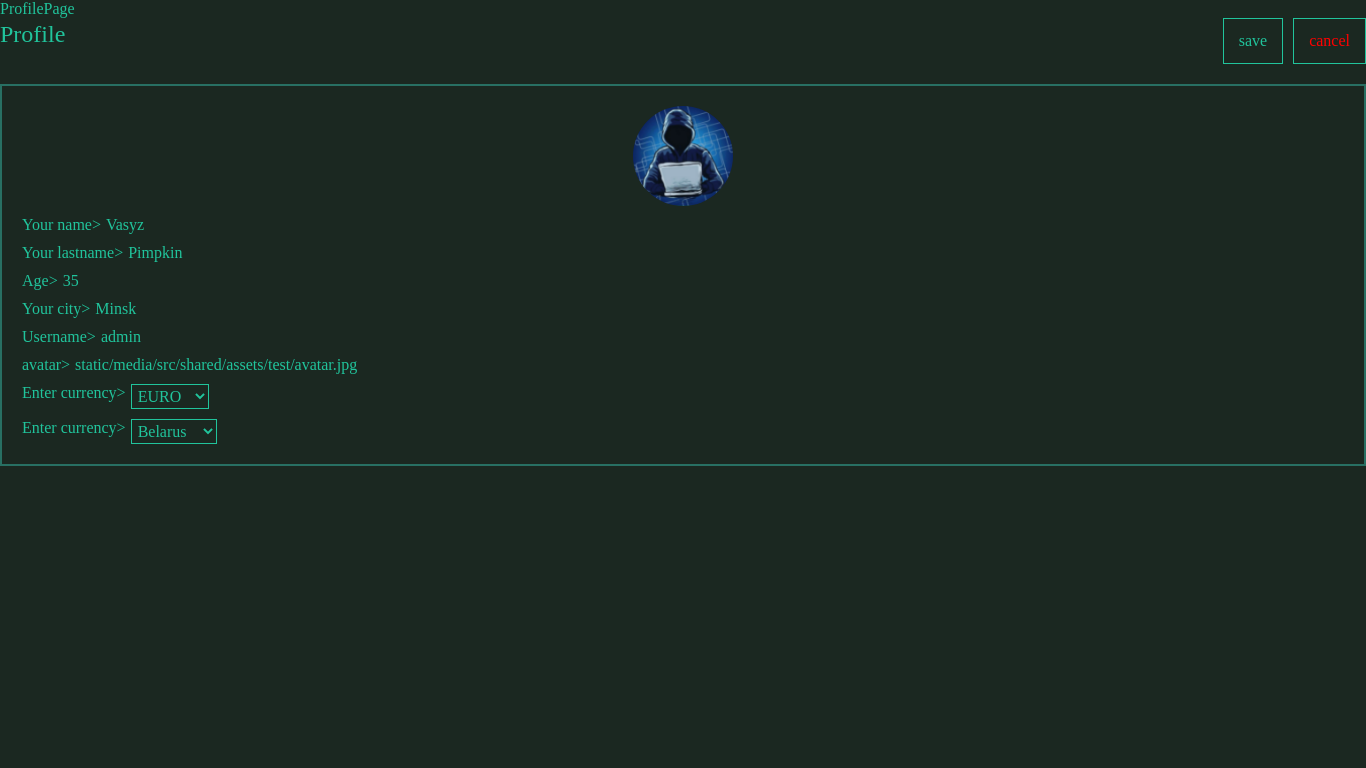 ProfilePage
Profile
save
cancel
Your name> Vasyz
Your lastname> Pimpkin
Age> 35
Your city> Minsk
Username> admin
avatar> static/media/src/shared/assets/test/avatar.jpg
Enter currency> EURO
Enter currency> Belarus